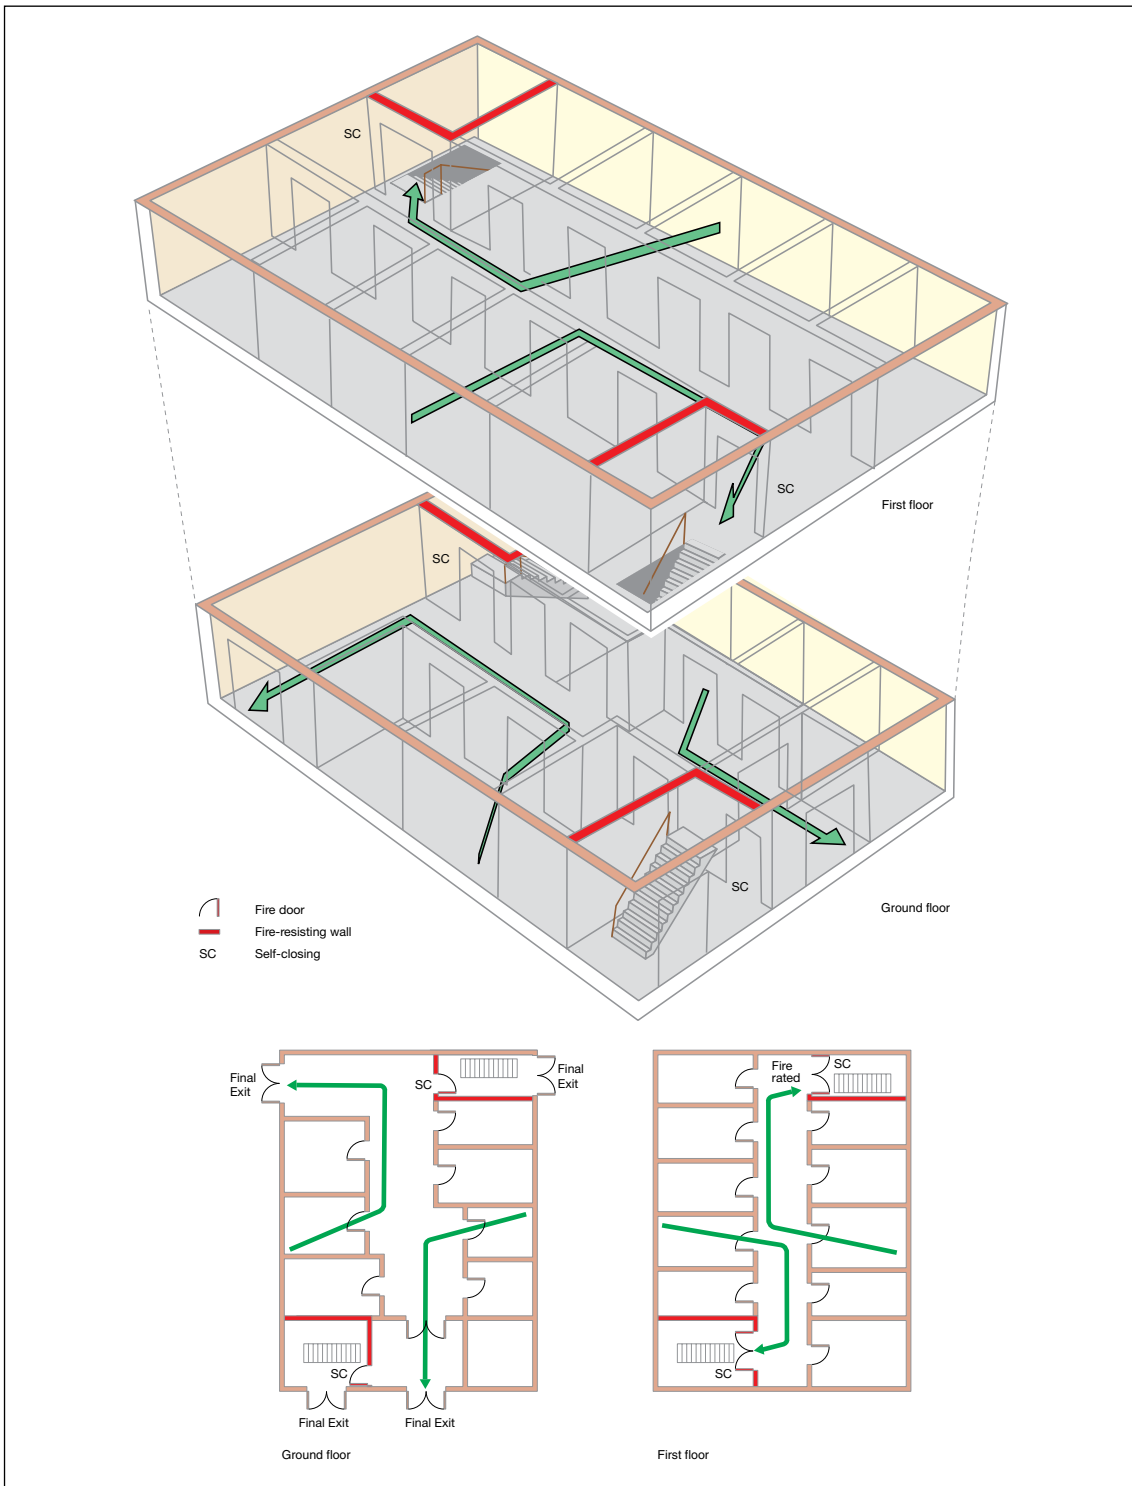 SC
SC
First floor
SC
SC
Ground floor
Fire door
Fire-resisting wall
SC
Self-closing
Final
Exit
SC
Final
Exit
SC
Final Exit
Final Exit
Ground floor
Fire
rated
SC
SC
First floor